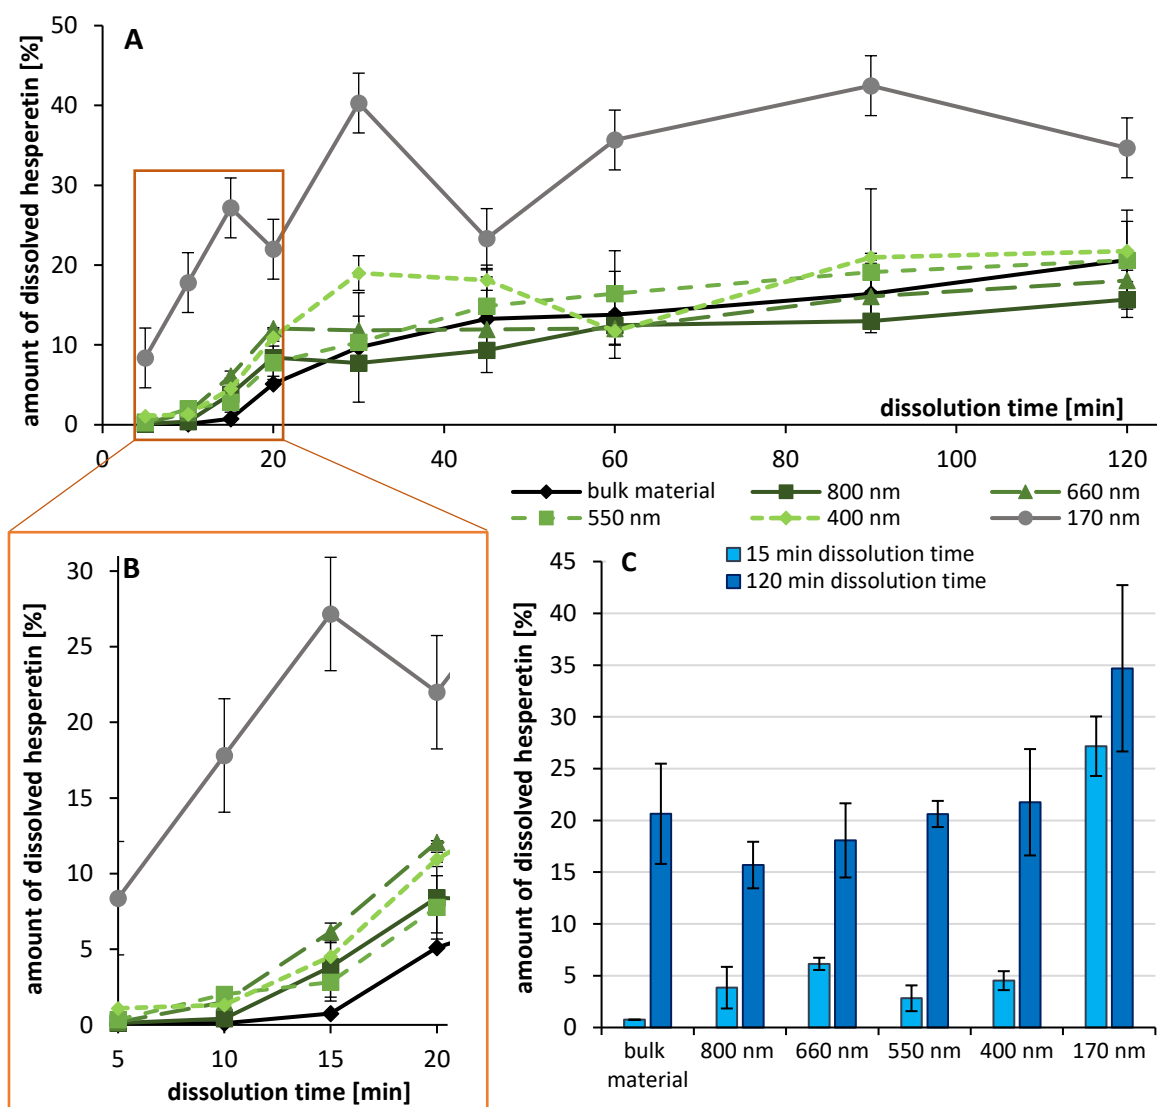 A
amount of dissolved hesperetin [%]
50
40
30
20
10
0
dissolution time [min]
0 20 40 60 80 100 120
bulk material 800 nm 660 nm
550 nm 400 nm 170 nm
B
amount of dissolved hesperetin [%]
30
25
20
15
10
5
0
5 10 15 20
dissolution time [min]
C
15 min dissolution time
120 min dissolution time
amount of dissolved hesperetin [%]
45
40
35
30
25
20
15
10
5
0
bulk 800 nm 660 nm 550 nm 400 nm 170 nm
material